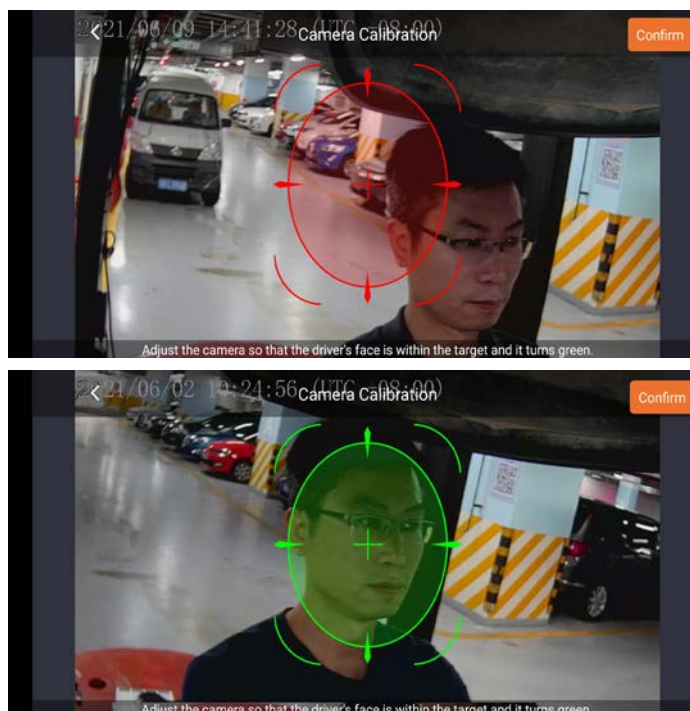 2021/06/09 14:41:28 (UTC +08:00)
Camera Calibration
Confirm
Adjust the camera so that the driver's face is within the target and it turns green.
2021/06/02 10:24:56 (UTC +08:00)
Camera Calibration
Confirm
Adjust the camera so that the driver's face is within the target and it turns green.